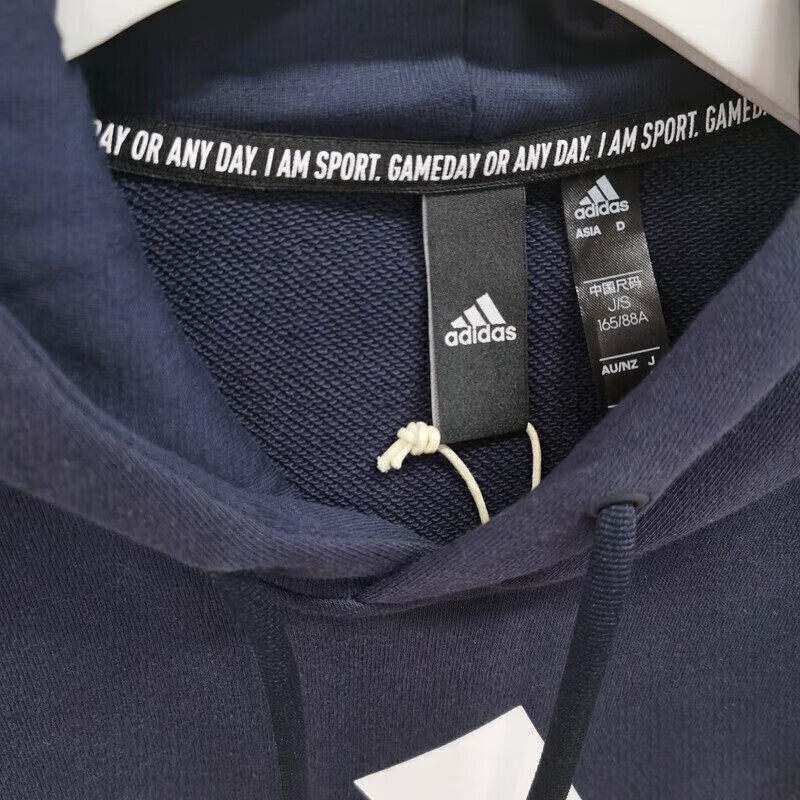 AY OR ANY DAY. I AM SPORT. GAMEDAY OR ANY DAY. I AM SPORT. GAMED
adidas
adidas
ASIA D
中国尺码
J/S
165/88A
AU/NZ J